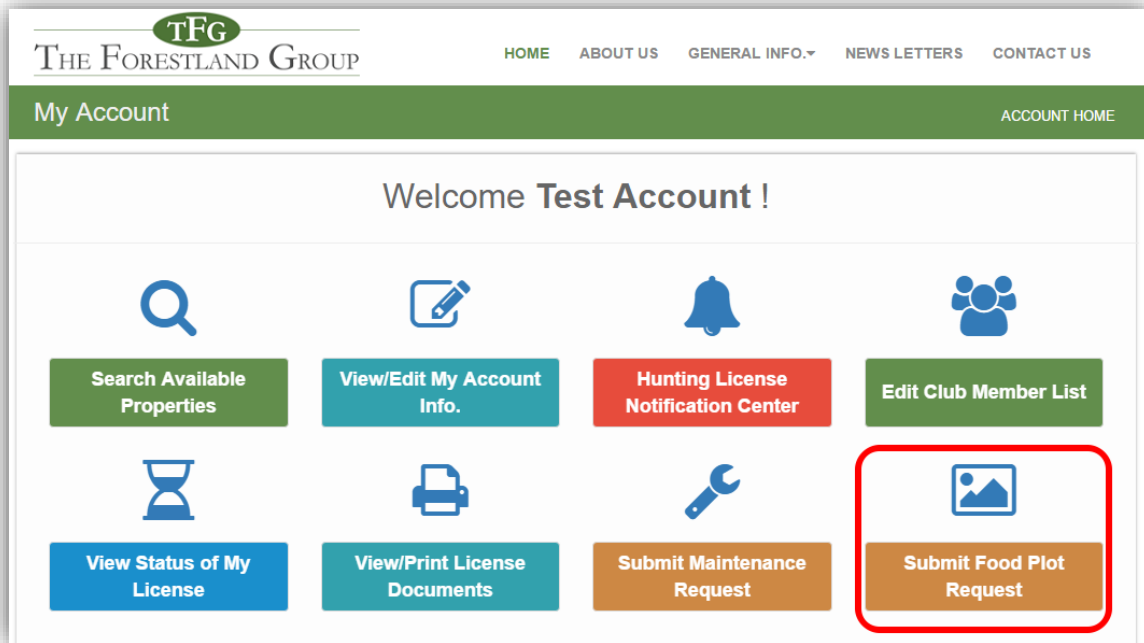 TFG
THE FORESTLAND GROUP
HOME ABOUT US GENERAL INFO. NEWS LETTERS CONTACT US
My Account
ACCOUNT HOME
Welcome Test Account !
Search Available
Properties
View/Edit My Account
Info.
Hunting License
Notification Center
Edit Club Member List
View Status of My
License
View/Print License
Documents
Submit Maintenance
Request
Submit Food Plot
Request